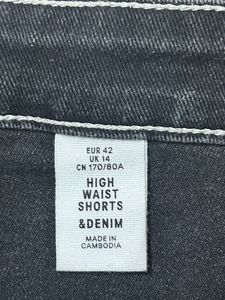 EUR 42
UK 14
CN 170/80A
HIGH
WAIST
SHORTS
&DENIM
MADE IN
CAMBODIA